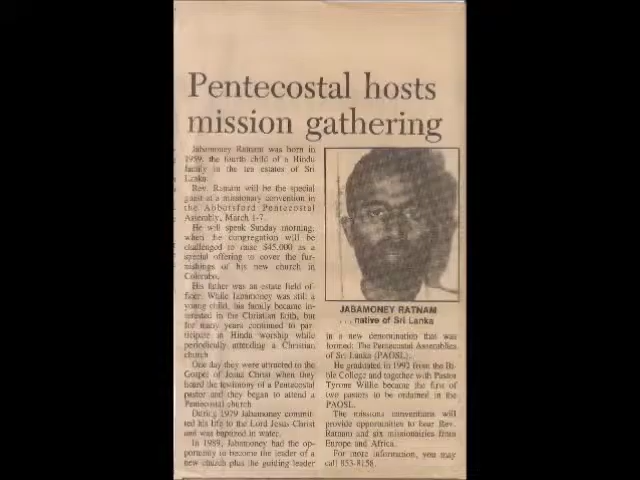 Pentecostal hosts
mission gathering
Jabamoney Ratnam was born in
1959, the fourth child of a Hindu
family in the tea estates of Sri
Lanka.
Rev. Ratnam will be the special
guest at a missionary convention in
the Abbotsford Pentecostal
Assembly, March 1-7.
He will speak Sunday morning,
when the congregation will be
challenged to raise $45,000 as a
special offering to cover the fur-
nishings of his new church in
Colombo.
His father was an estate field of-
ficer. While Jabamoney was still a
young child, his family became in-
terested in the Christian faith, but
for many years continued to par-
ticipate in Hindu worship while
periodically attending a Christian
church
One day they were attracted to the
Gospel of Jesus Christ when they
heard the testimony of a Pentecostal
pastor and they began to attend a
Pentecostal church
During 1979 Jabamoney commit-
ted his life to the Lord Jesus Christ
and was baptized in water.
In 1989, Jabamoney had the op-
portunity to become the leader of a
new church plus the guiding leader
JABAMONEY RATNAM
. . . native of Sri Lanka
in a new denomination that was
formed: The Pentecostal Assemblies
of Sri Lanka (PAOSL).
He graduated in 1992 from the Bi-
ble College and together with Pastor
Tyrone Willie became the first of
two pastors to be ordained in the
PAOSL.
The missions conventions will
provide opportunities to hear Rev.
Ratnam and six missionaries from
Europe and Africa.
For more information, you may
call 853-8158.